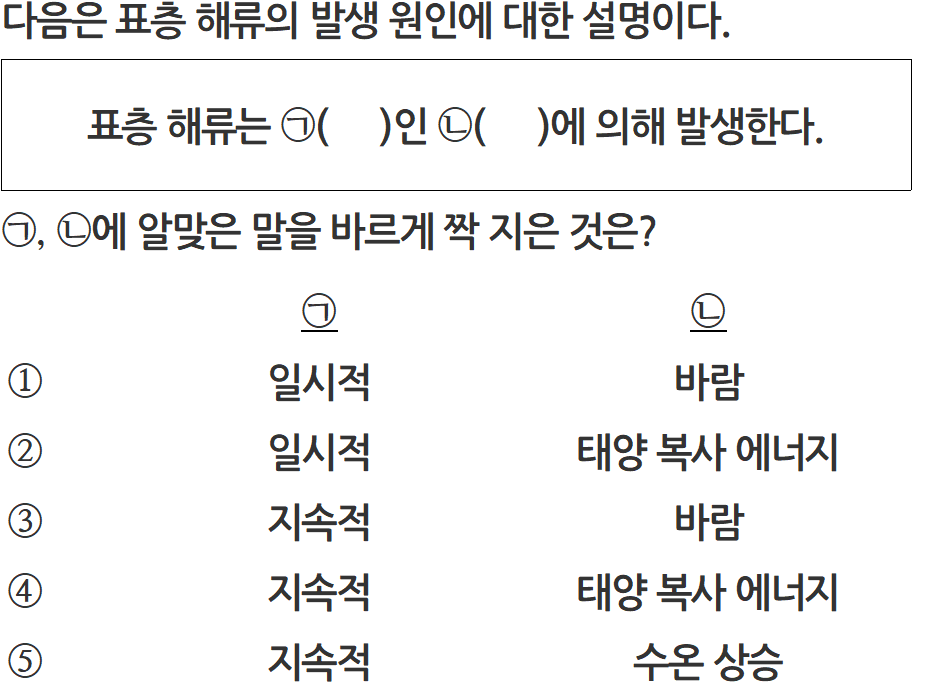 다음은 표층 해류의 발생 원인에 대한 설명이다.
표층 해류는 ㉠( )인 ㉡( )에 의해 발생한다.
㉠, ㉡에 알맞은 말을 바르게 짝 지은 것은?
㉠ ㉡
① 일시적 바람
② 일시적 태양 복사 에너지
③ 지속적 바람
④ 지속적 태양 복사 에너지
⑤ 지속적 수온 상승